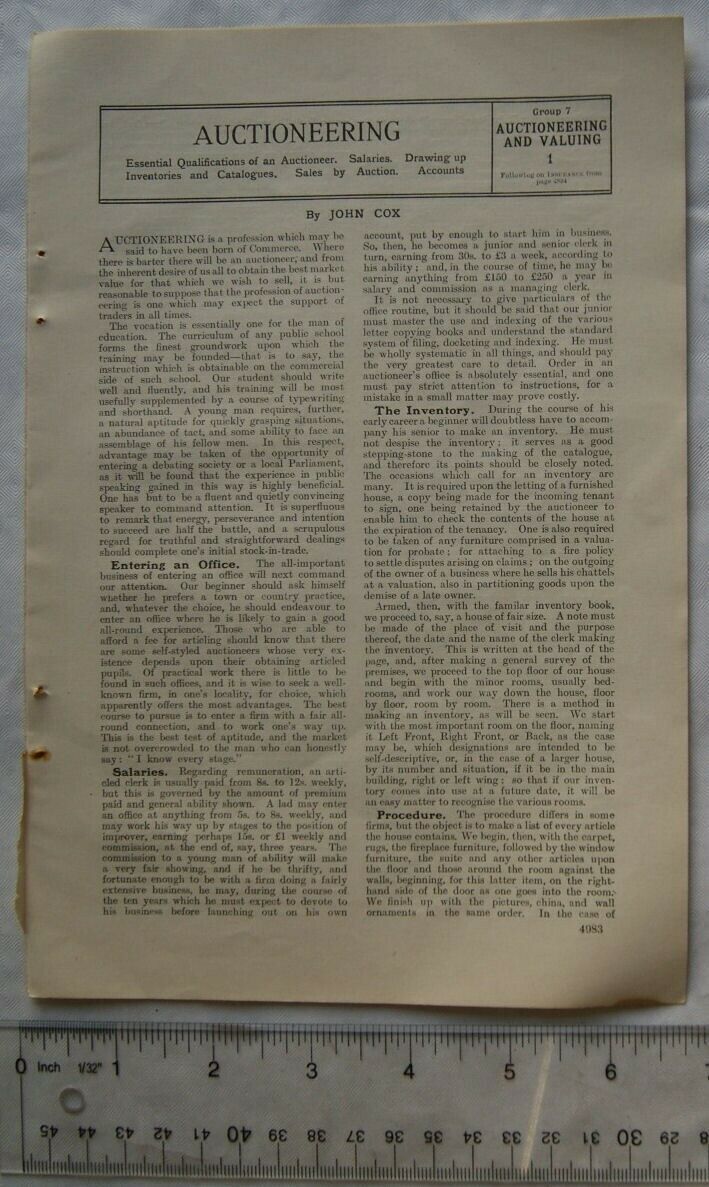 AUCTIONEERING
Essential Qualifications of an Auctioneer. Salaries. Drawing up
Inventories and Catalogues. Sales by Auction. Accounts
Group 7
AUCTIONEERING
AND VALUING
1
Following on INSURANCE from
page 4894
By JOHN COX
AUCTIONEERING is a profession which may be
said to have been born of Commerce. Where
there is barter there will be an auctioneer, and from
the inherent desire of us all to obtain the best market
value for that which we wish to sell, it is but
reasonable to suppose that the profession of auction-
eering is one which may expect the support of
traders in all times.
The vocation is essentially one for the man of
education. The curriculum of any public school
forms the finest groundwork upon which the
training may be founded—that is to say, the
instruction which is obtainable on the commercial
side of such school. Our student should write
well and fluently, and his training will be most
usefully supplemented by a course of typewriting
and shorthand. A young man requires, further,
a natural aptitude for quickly grasping situations,
an abundance of tact, and some ability to face an
assemblage of his fellow men. In this respect,
advantage may be taken of the opportunity of
entering a debating society or a local Parliament,
as it will be found that the experience in public
speaking gained in this way is highly beneficial.
One has but to be a fluent and quietly convincing
speaker to command attention. It is superfluous
to remark that energy, perseverance and intention
to succeed are half the battle, and a scrupulous
regard for truthful and straightforward dealings
should complete one's initial stock-in-trade.
Entering an Office. The all-important
business of entering an office will next command
our attention. Our beginner should ask himself
whether he prefers a town or country practice,
and, whatever the choice, he should endeavour to
enter an office where he is likely to gain a good
all-round experience. Those who are able to
afford a fee for articling should know that there
are some self-styled auctioneers whose very ex-
istence depends upon their obtaining articled
pupils. Of practical work there is little to be
found in such offices, and it is wise to seek a well-
known firm, in one's locality, for choice, which
apparently offers the most advantages. The best
course to pursue is to enter a firm with a fair all-
round connection, and to work one's way up.
This is the best test of aptitude, and the market
is not overcrowded to the man who can honestly
say: "I know every stage."
Salaries. Regarding remuneration, an arti-
cled clerk is usually paid from 8s. to 12s. weekly,
but this is governed by the amount of premium
paid and general ability shown. A lad may enter
an office at anything from 5s. to 8s. weekly, and
may work his way up by stages to the position of
improver, earning perhaps 15s. or £1 weekly and
commission, at the end of, say, three years. The
commission to a young man of ability will make
a very fair showing, and if he be thrifty, and
fortunate enough to be with a firm doing a fairly
extensive business, he may, during the course of
the ten years which he must expect to devote to
his business before launching out on his own
account, put by enough to start him in business.
So, then, he becomes a junior and senior clerk in
turn, earning from 30s. to £3 a week, according to
his ability; and, in the course of time, he may be
earning anything from £150 to £250 a year in
salary and commission as a managing clerk.
It is not necessary to give particulars of the
office routine, but it should be said that our junior
must master the use and indexing of the various
letter copying books and understand the standard
system of filing, docketing and indexing. He must
be wholly systematic in all things, and should pay
the very greatest care to detail. Order in an
auctioneer's office is absolutely essential, and one
must pay strict attention to instructions, for a
mistake in a small matter may prove costly.
The Inventory. During the course of his
early career a beginner will doubtless have to accom-
pany his senior to make an inventory. He must
not despise the inventory; it serves as a good
stepping-stone to the making of the catalogue,
and therefore its points should be closely noted.
The occasions which call for an inventory are
many. It is required upon the letting of a furnished
house, a copy being made for the incoming tenant
to sign, one being retained by the auctioneer to
enable him to check the contents of the house at
the expiration of the tenancy. One is also required
to be taken of any furniture comprised in a valua-
tion for probate; for attaching to a fire policy
to settle disputes arising on claims; on the outgoing
of the owner of a business where he sells his chattels
at a valuation, also in partitioning goods upon the
demise of a late owner.
Armed, then, with the familar inventory book,
we proceed to, say, a house of fair size. A note must
be made of the place of visit and the purpose
thereof, the date and the name of the clerk making
the inventory. This is written at the head of the
page, and, after making a general survey of the
premises, we proceed to the top floor of our house
and begin with the minor rooms, usually bed-
rooms, and work our way down the house, floor
by floor, room by room. There is a method in
making an inventory, as will be seen. We start
with the most important room on the floor, naming
it Left Front, Right Front, or Back, as the case
may be, which designations are intended to be
self-descriptive, or, in the case of a larger house,
by its number and situation, if it be in the main
building, right or left wing; so that if our inven-
tory comes into use at a future date, it will be
an easy matter to recognise the various rooms.
Procedure. The procedure differs in some
firms, but the object is to make a list of every article
the house contains. We begin, then, with the carpet,
rugs, the fireplace furniture, followed by the window
furniture, the suite and any other articles upon
the floor and those around the room against the
walls, beginning, for this latter item, on the right-
hand side of the door as one goes into the room.
We finish up with the pictures, china, and wall
ornaments in the same order. In the case of
4983
0 Inch 1/32" 1 2 3 4 5 6 7
45 44 43 42 41 40 39 38 37 36 35 34 33 32 31 30 29 28